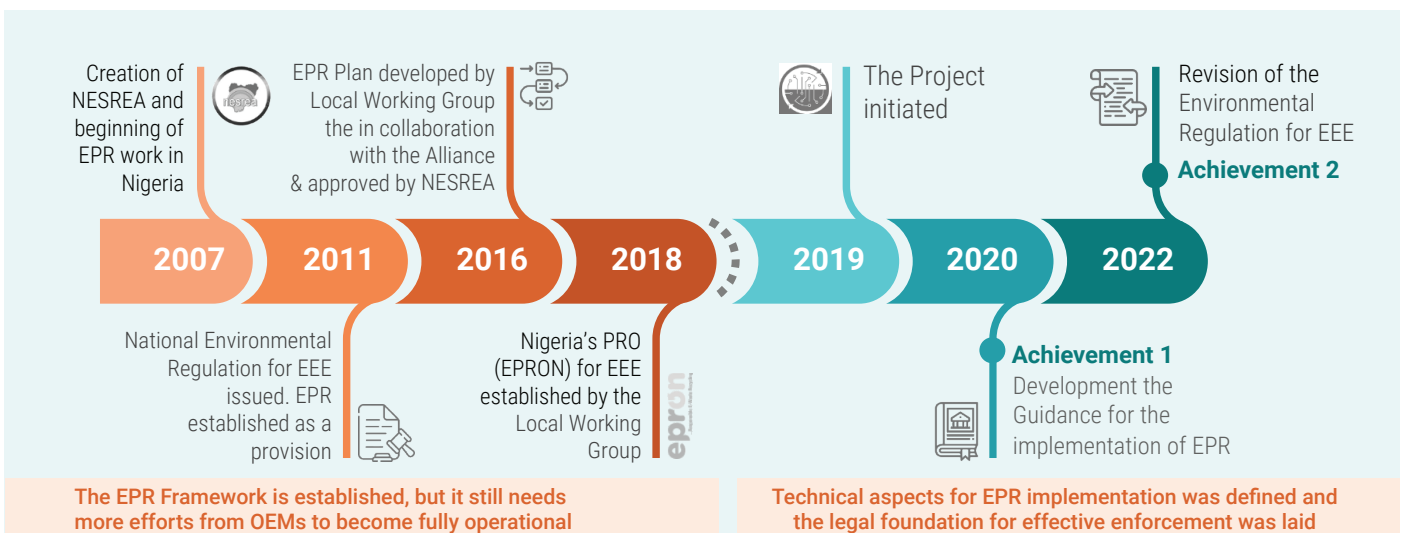 Creation of
NESREA and
beginning of
EPR work in
Nigeria
nesrea
EPR Plan developed by
Local Working Group
the in collaboration
with the Alliance
& approved by NESREA
The Project
initiated
Revision of the
Environmental
Regulation for EEE
Achievement 2
2007
2011
2016
2018
2019
2020
2022
National Environmental
Regulation for EEE
issued. EPR
established as a
provision
Nigeria’s PRO
(EPRON) for EEE
established by the
Local Working
Group
epron
Achievement 1
Development the
Guidance for the
implementation of EPR
The EPR Framework is established, but it still needs
more efforts from OEMs to become fully operational
Technical aspects for EPR implementation was defined and
the legal foundation for effective enforcement was laid